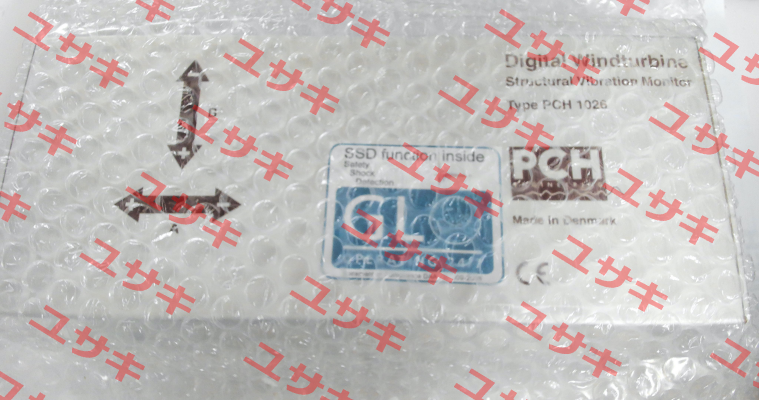 Digital Windturbine
Structural Vibration Monitor
Type PCH 1026
SSD function inside
Safety
Shock
Detection
GL
PCH
Made in Denmark
CE
A
ユサキ